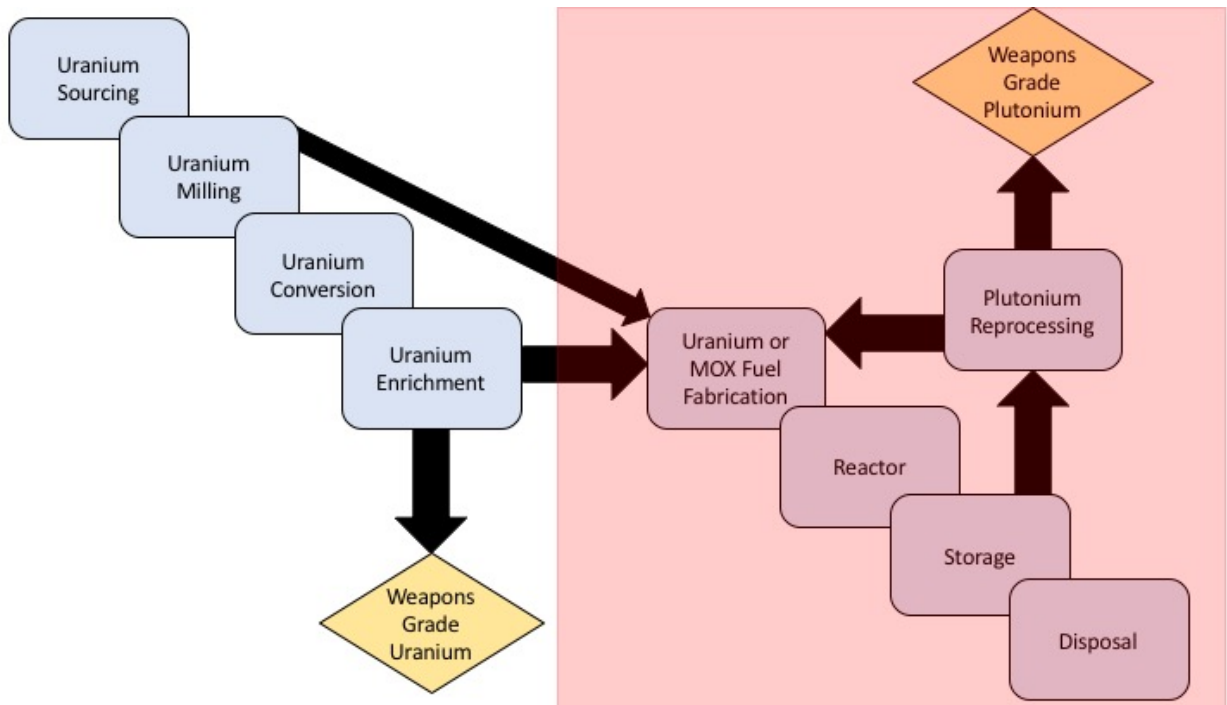 Uranium
Sourcing
Uranium
Milling
Uranium
Conversion
Uranium
Enrichment
Weapons
Grade
Uranium
Uranium or
MOX Fuel
Fabrication
Reactor
Storage
Disposal
Plutonium
Reprocessing
Weapons
Grade
Plutonium